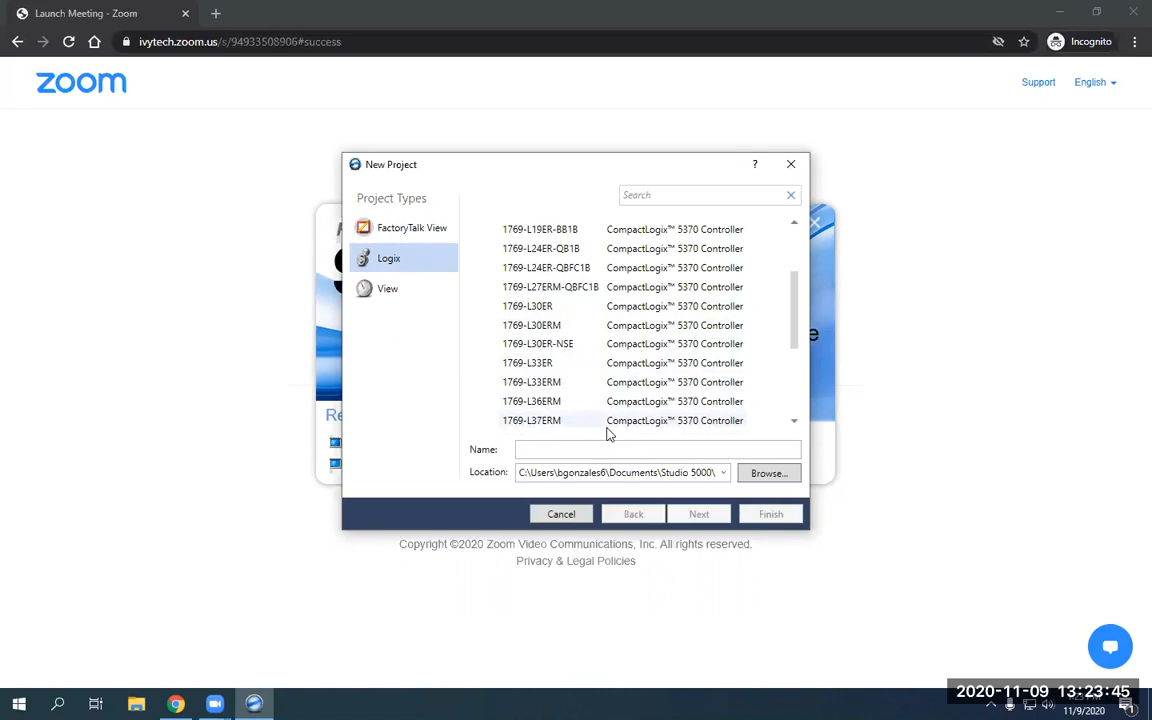 Launch Meeting - Zoom
ivytech.zoom.us/s/94933508906#success
Incognito
zoom
Support
English
New Project
?
Project Types
Search
FactoryTalk View
Logix
View
1769-L19ER-BB1B CompactLogix™ 5370 Controller
1769-L24ER-QB1B CompactLogix™ 5370 Controller
1769-L24ER-QBFC1B CompactLogix™ 5370 Controller
1769-L27ERM-QBFC1B CompactLogix™ 5370 Controller
1769-L30ER CompactLogix™ 5370 Controller
1769-L30ERM CompactLogix™ 5370 Controller
1769-L30ER-NSE CompactLogix™ 5370 Controller
1769-L33ER CompactLogix™ 5370 Controller
1769-L33ERM CompactLogix™ 5370 Controller
1769-L36ERM CompactLogix™ 5370 Controller
1769-L37ERM CompactLogix™ 5370 Controller
Name:
Location: C:\Users\bgonzales6\Documents\Studio 5000\
Browse...
Cancel Back Next Finish
Copyright ©2020 Zoom Video Communications, Inc. All rights reserved.
Privacy & Legal Policies
2020-11-09 13:23:45
11/9/2020